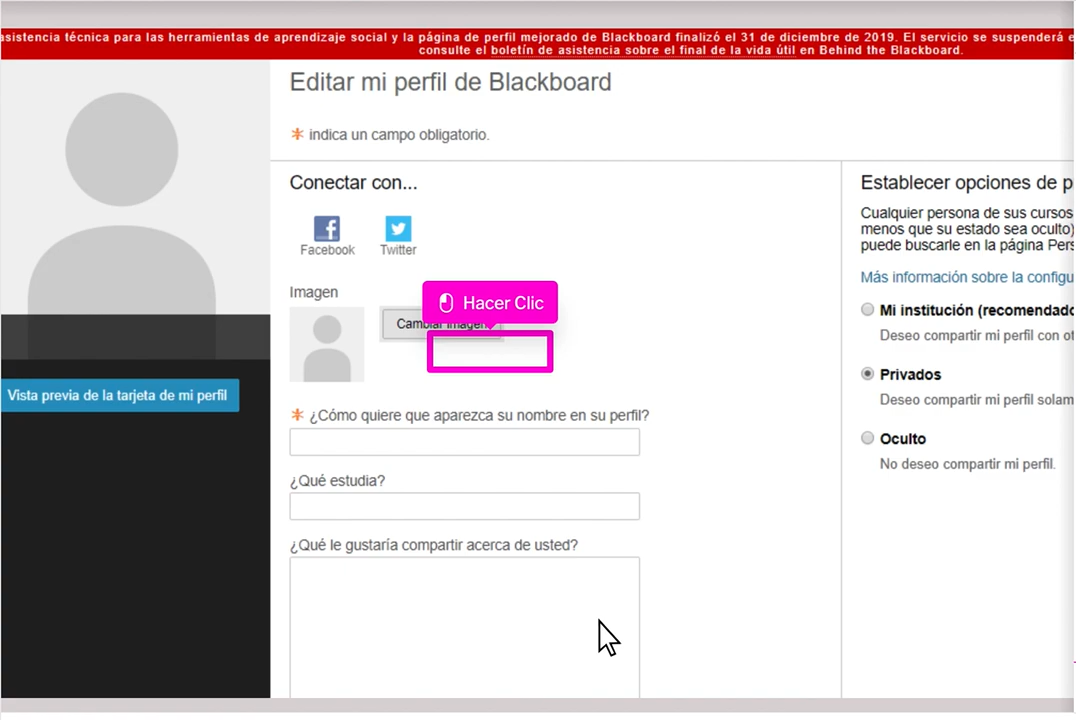 asistencia técnica para las herramientas de aprendizaje social y la página de perfil mejorado de Blackboard finalizó el 31 de diciembre de 2019. El servicio se suspenderá e
consulte el boletín de asistencia sobre el final de la vida útil en Behind the Blackboard.
Editar mi perfil de Blackboard
* indica un campo obligatorio.
Conectar con...
Facebook
Twitter
Imagen
Hacer Clic
Cambiar imagen
* ¿Cómo quiere que aparezca su nombre en su perfil?
¿Qué estudia?
¿Qué le gustaría compartir acerca de usted?
Vista previa de la tarjeta de mi perfil
Establecer opciones de p
Cualquier persona de sus cursos
menos que su estado sea oculto)
puede buscarle en la página Pers
Más información sobre la configu
Mi institución (recomendado
Deseo compartir mi perfil con ot
Privados
Deseo compartir mi perfil solam
Oculto
No deseo compartir mi perfil.